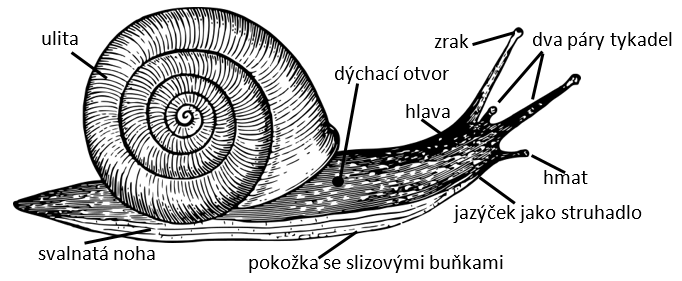 ulita
zrak
dva páry tykadel
dýchací otvor
hlava
hmat
jazýček jako struhadlo
svalnatá noha
pokožka se slizovými buňkami